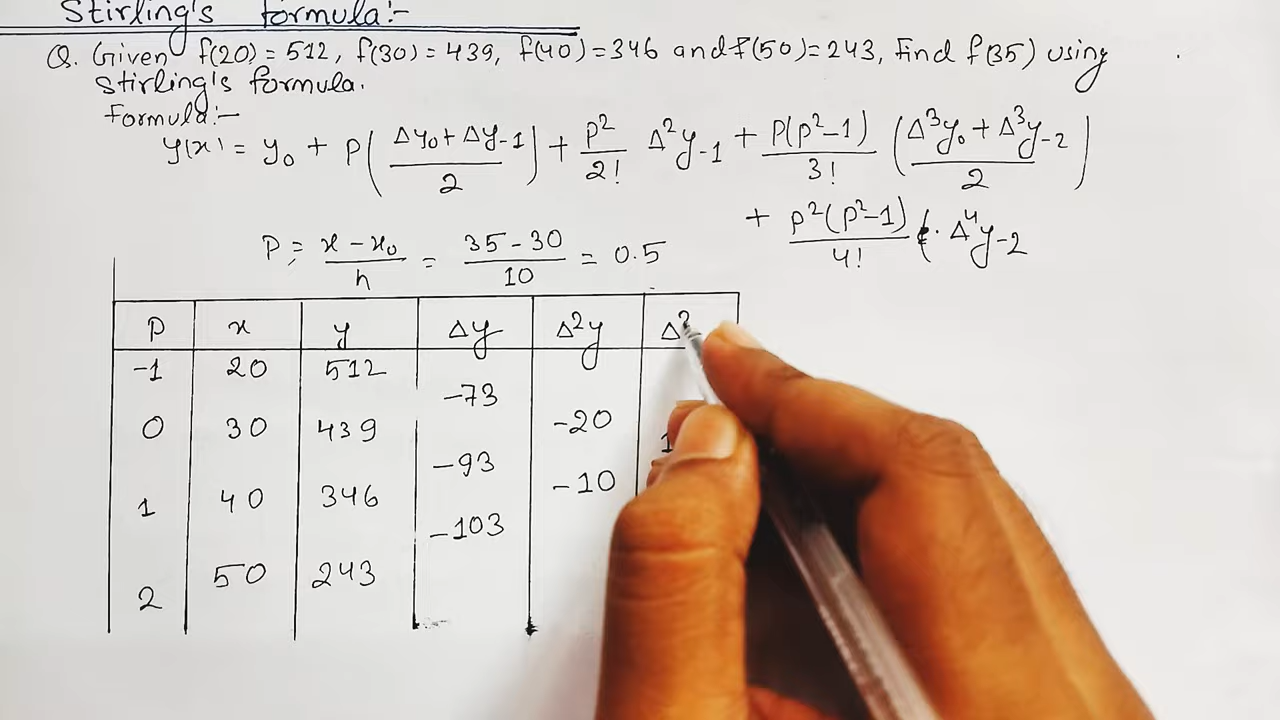 Stirling's formula:-
Q. Given f(20) = 512, f(30) = 439, f(40) = 346 and f(50) = 243, Find f(35) using
Stirling's formula.
Formula:-
y(x) = y₀ + P((Δy₀ + Δy₋₁)/2) + P²/2! Δ²y₋₁ + P(P²-1)/3! ((Δ³y₀ + Δ³y₋₂)/2)
+ P²(P²-1)/4! · Δ⁴y₋₂
P = (x - x₀)/h = (35 - 30)/10 = 0.5
P x y Δy Δ²y Δ³
-1 20 512
-73
0 30 439 -20
-93 1
1 40 346 -10
-103
2 50 243